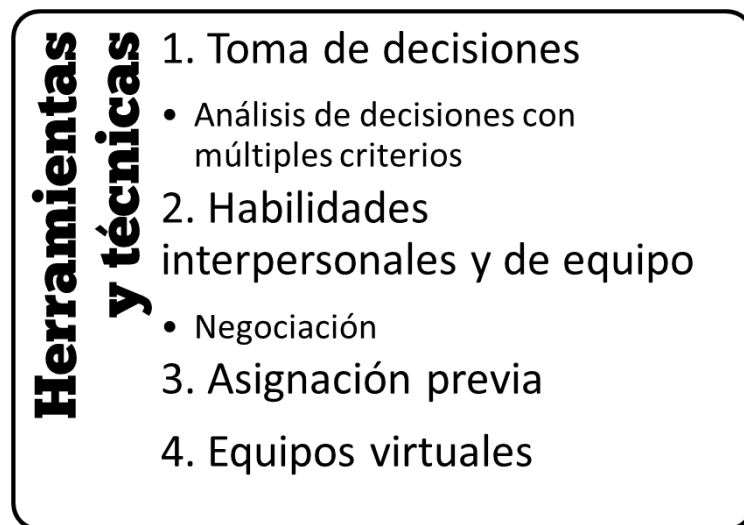 Herramientas
y técnicas
1. Toma de decisiones
• Análisis de decisiones con
múltiples criterios
2. Habilidades
interpersonales y de equipo
• Negociación
3. Asignación previa
4. Equipos virtuales